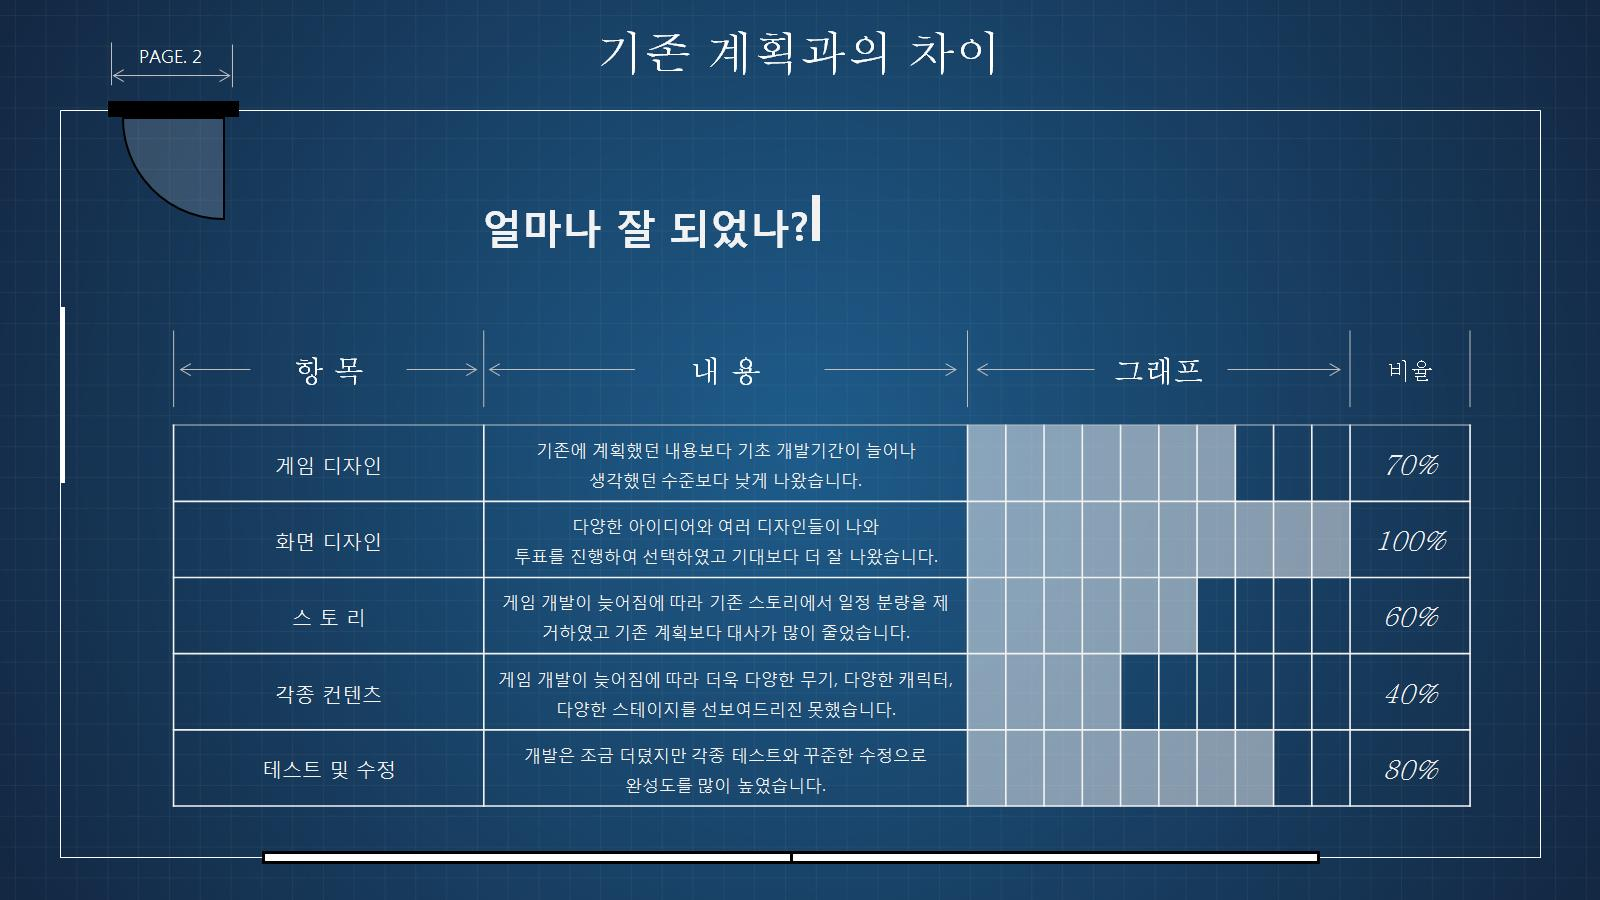 PAGE. 2
기존 계획과의 차이
얼마나 잘 되었나?
항 목
내 용
그래프
비율
게임 디자인
기존에 계획했던 내용보다 기초 개발기간이 늘어나
생각했던 수준보다 낮게 나왔습니다.
70%
화면 디자인
다양한 아이디어와 여러 디자인들이 나와
투표를 진행하여 선택하였고 기대보다 더 잘 나왔습니다.
100%
스 토 리
게임 개발이 늦어짐에 따라 기존 스토리에서 일정 분량을 제
거하였고 기존 계획보다 대사가 많이 줄었습니다.
60%
각종 컨텐츠
게임 개발이 늦어짐에 따라 더욱 다양한 무기, 다양한 캐릭터,
다양한 스테이지를 선보여드리진 못했습니다.
40%
테스트 및 수정
개발은 조금 더뎠지만 각종 테스트와 꾸준한 수정으로
완성도를 많이 높였습니다.
80%